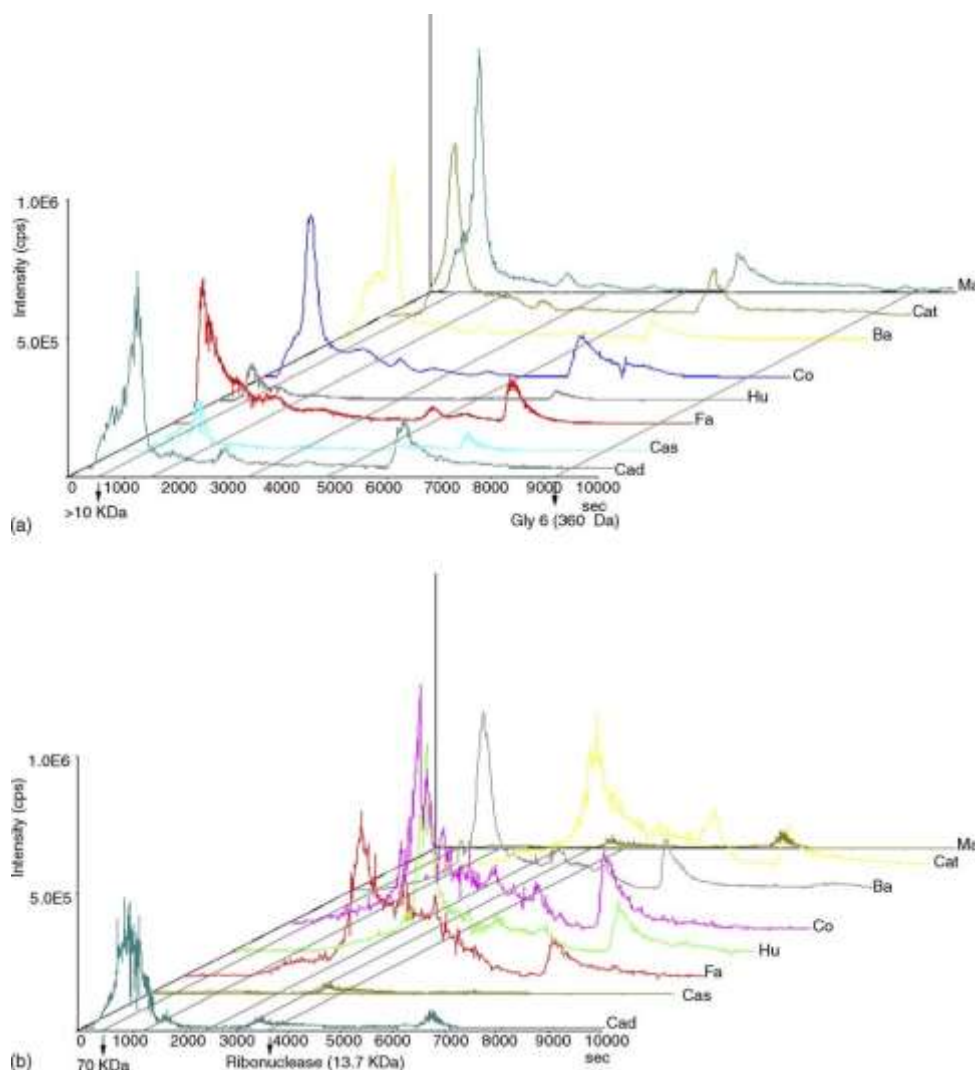 1.0E6
Intensity (cps)
5.0E5
Ma
Cat
Ba
Co
Hu
Fa
Cas
Cad
0 1000 2000 3000 4000 5000 6000 7000 8000 9000 10000
sec
>10 KDa
Gly 6 (360 Da)
(a)
1.0E6
Intensity (cps)
5.0E5
Ma
Cat
Ba
Co
Hu
Fa
Cas
Cad
0 1000 2000 3000 4000 5000 6000 7000 8000 9000 10000
sec
(b)
70 KDa
Ribonuclease (13.7 KDa)